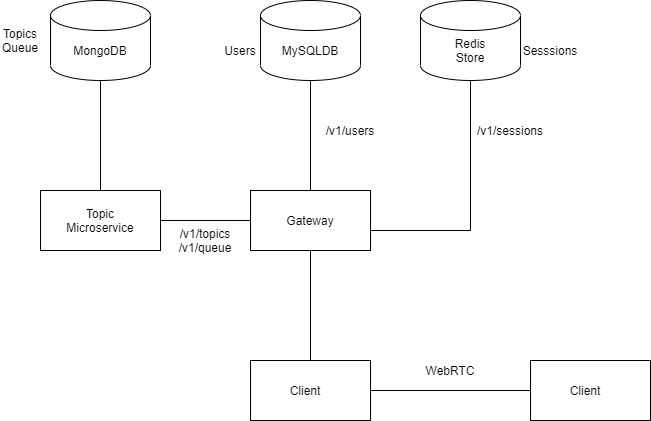 Topics
Queue
MongoDB
Users
MySQLDB
Redis
Store
Sesssions
/v1/users
/v1/sessions
Topic
Microservice
/v1/topics
/v1/queue
Gateway
Client
WebRTC
Client